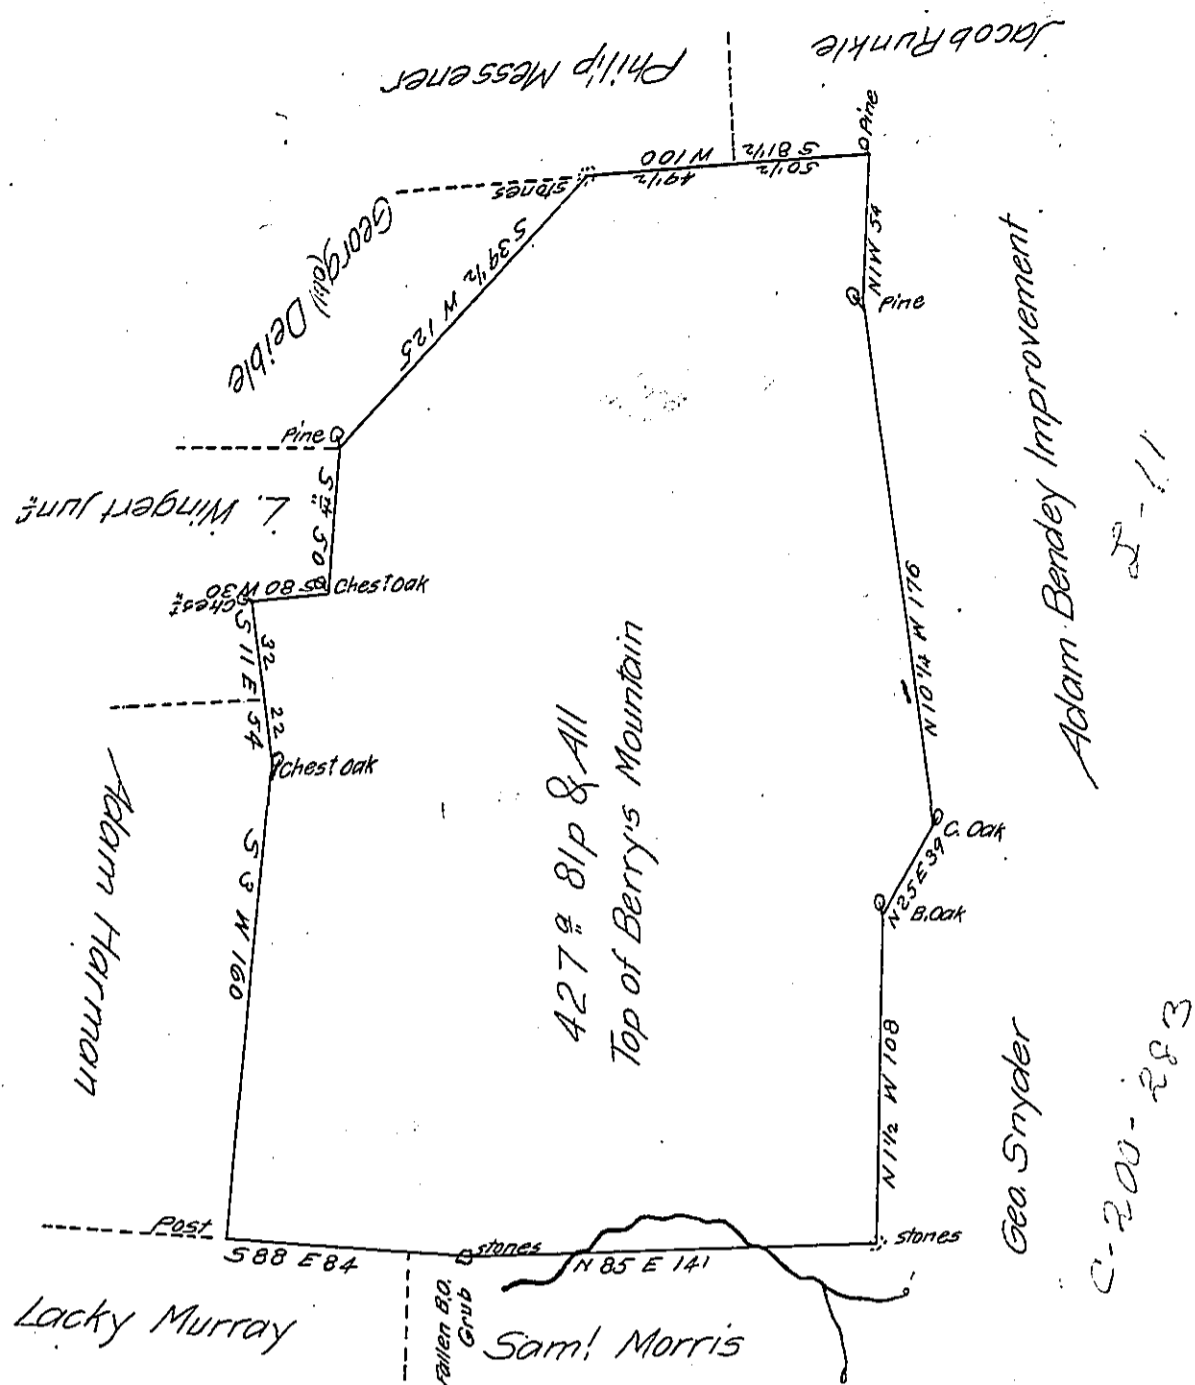 Jacob Runkle
Philip Messener
Pine
S 81½ W 100
50½
49½
stones
N 1 W 54
Pine
S 39½ W 125
Georg Deible
Pine
L. Wingert junr
50
Chest Oak
S 80 W 30
Chest
32
S 11 E 54
22
Chest Oak
Adam Harman
S 3 W 160
427 a 81p & All
Top of Berry's Mountain
N 10¼ W 176
Adam Bendey Improvement
C. Oak
N 25 E 39
B. Oak
N 1½ W 108
Geo. Snyder
C-200-283
Post
S 88 E 84
stones
N 85 E 141
stones
Lacky Murray
Fallen B.O.
Grub
Saml Morris